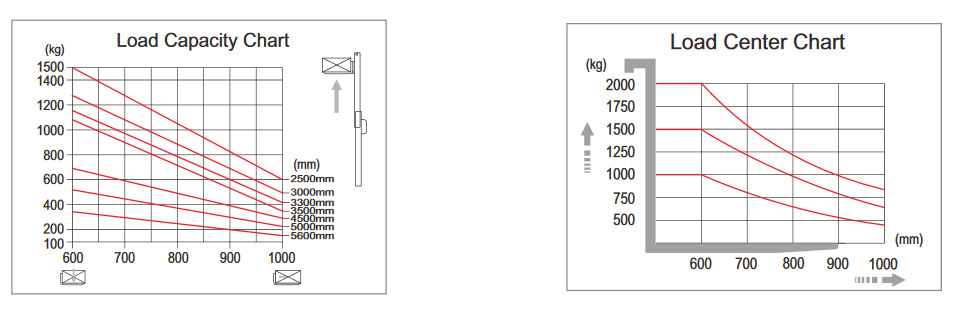 Load Capacity Chart
(kg)
1500
1400
1200
1000
800
600
400
200
100
600 700 800 900 1000
(mm)
2500mm
3000mm
3300mm
3500mm
4500mm
5000mm
5600mm
Load Center Chart
(kg)
2000
1750
1500
1250
1000
750
500
(mm)
600 700 800 900 1000